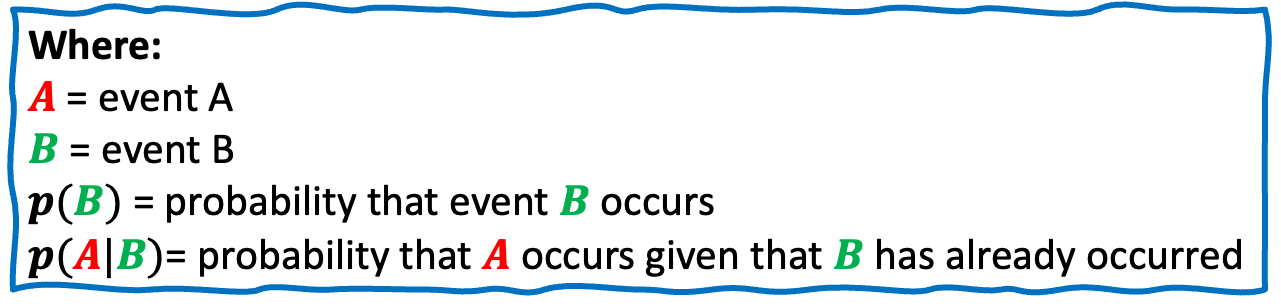 Where:
A = event A
B = event B
p(B) = probability that event B occurs
p(A|B)= probability that A occurs given that B has already occurred